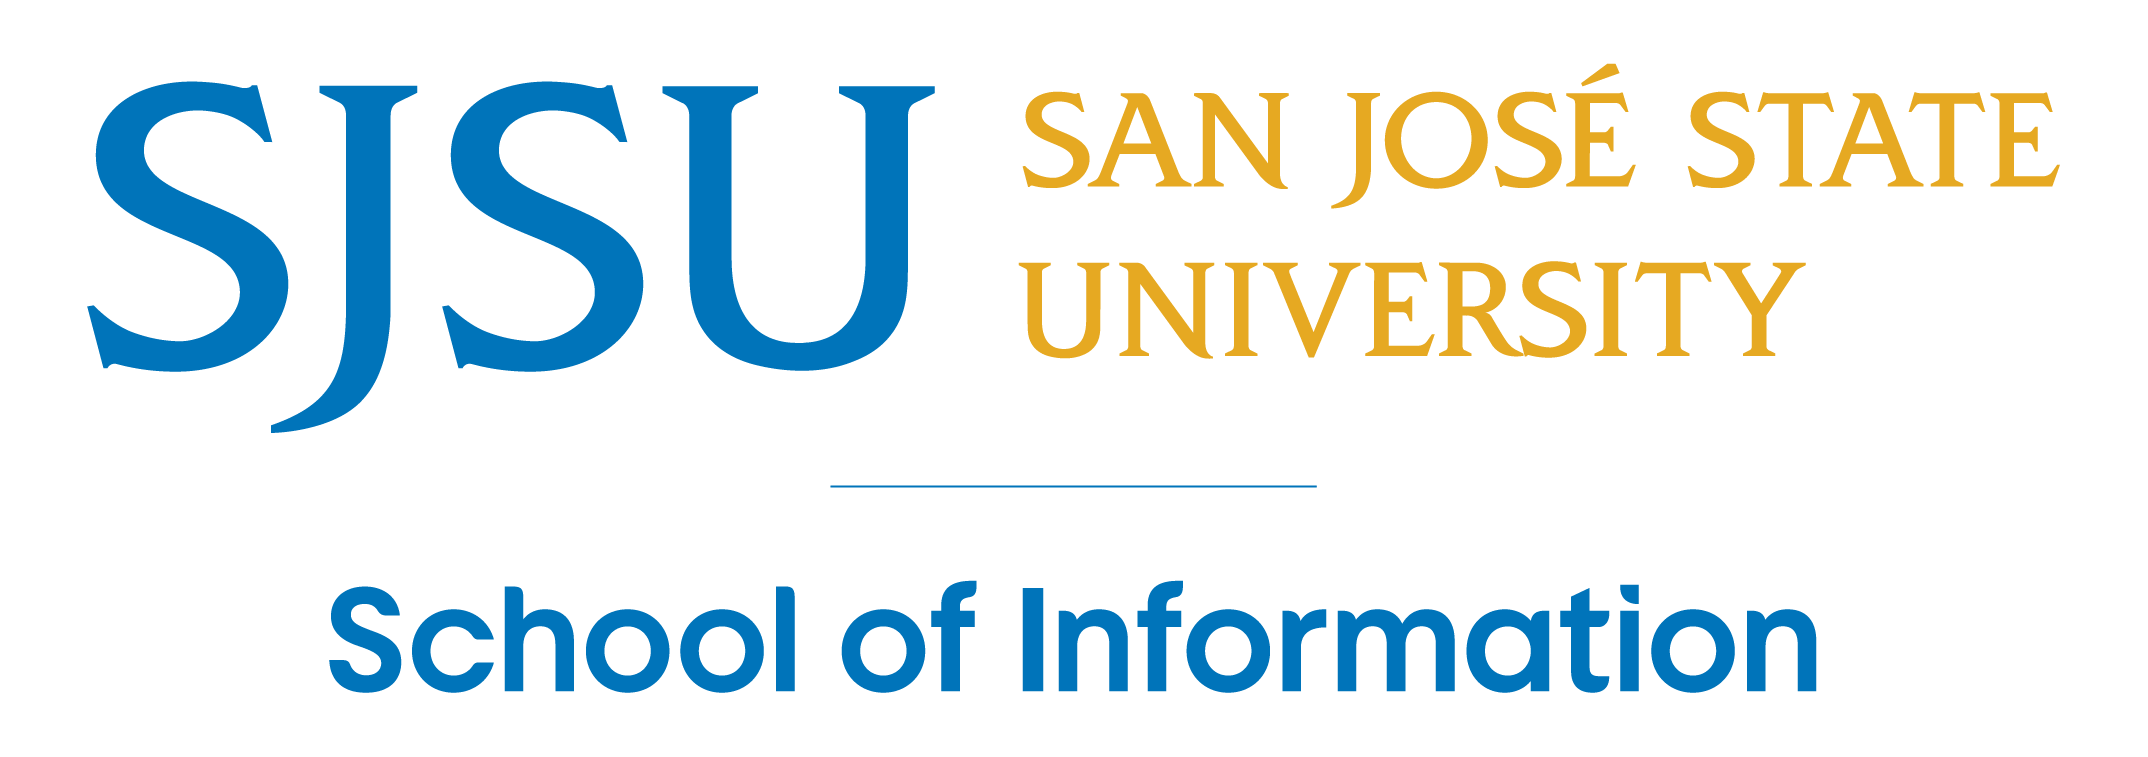 SJSU
SAN JOSÉ STATE
UNIVERSITY
School of Information